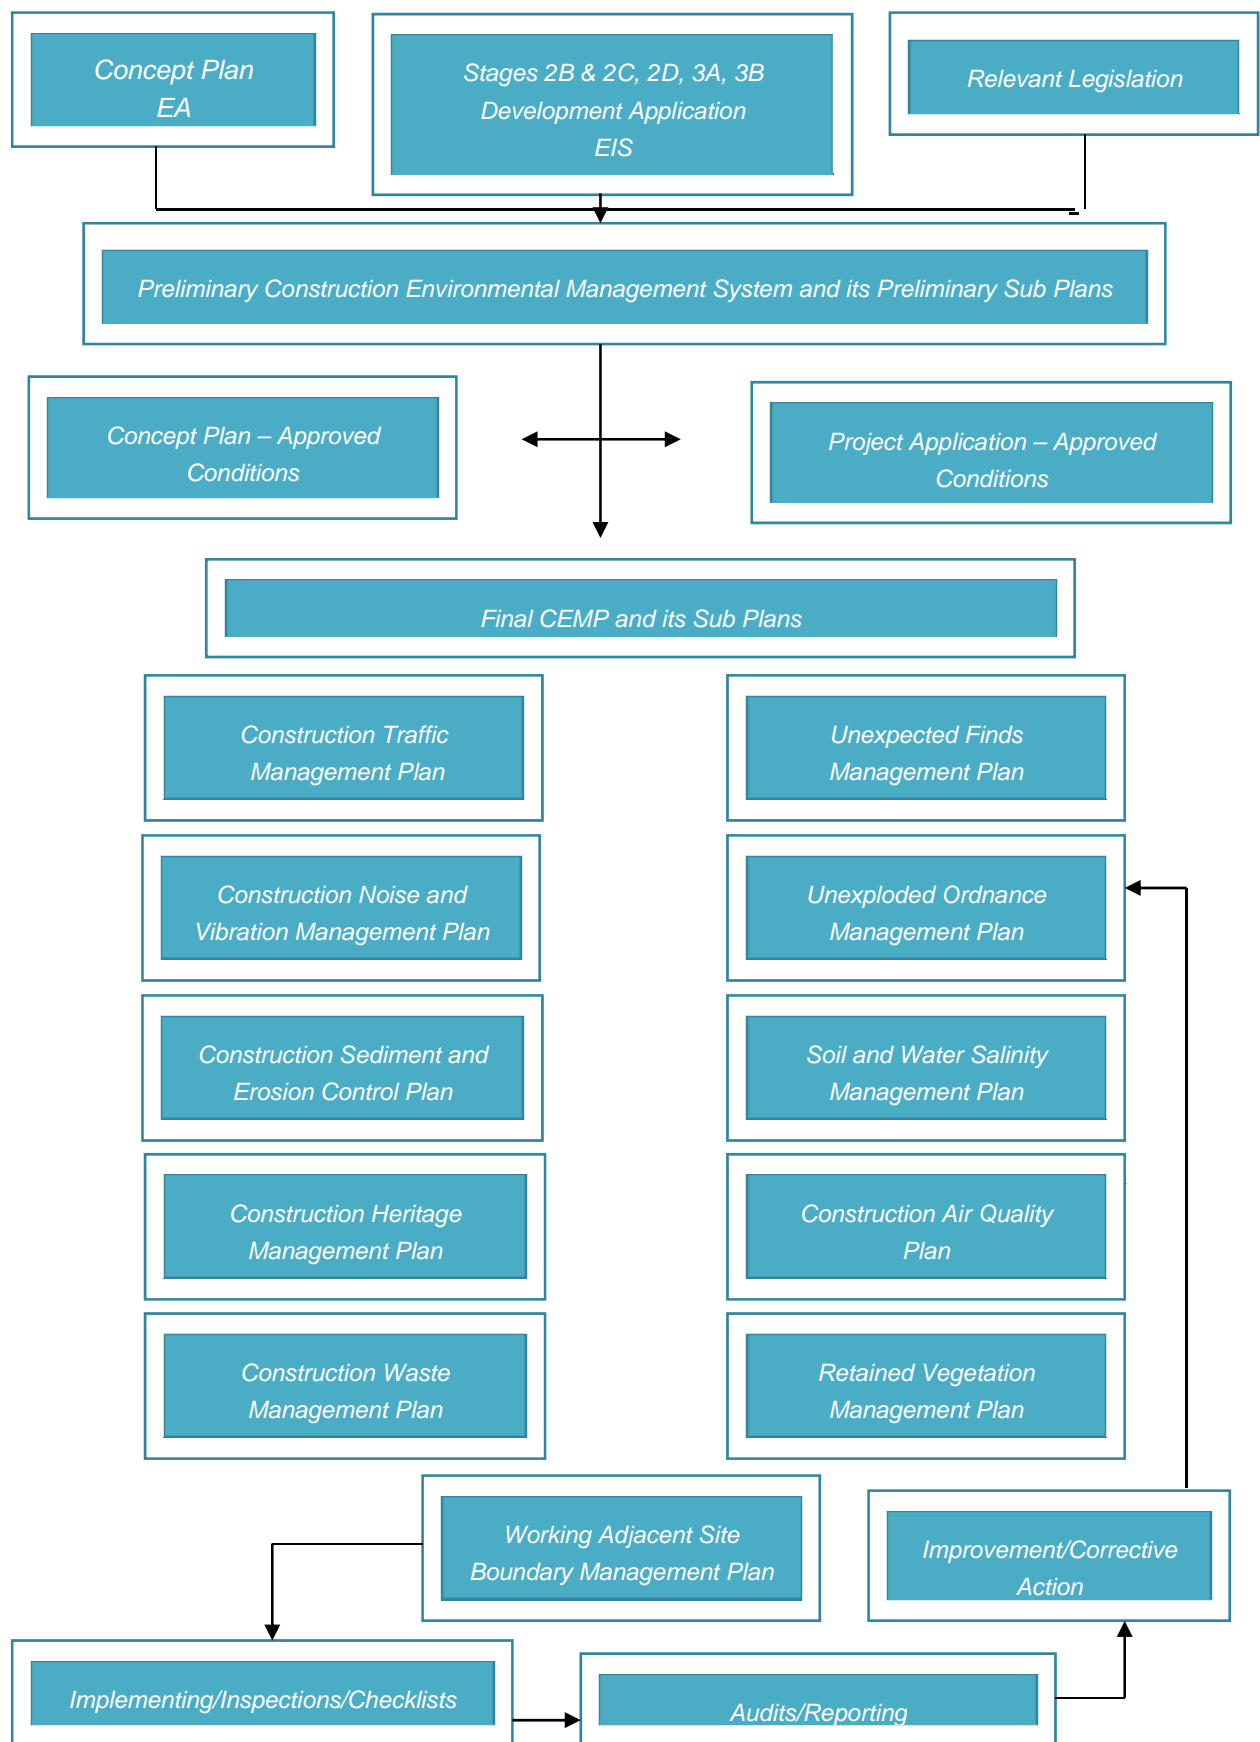 Concept Plan
EA
Stages 2B & 2C, 2D, 3A, 3B
Development Application
EIS
Relevant Legislation
Preliminary Construction Environmental Management System and its Preliminary Sub Plans
Concept Plan – Approved
Conditions
Project Application – Approved
Conditions
Final CEMP and its Sub Plans
Construction Traffic
Management Plan
Unexpected Finds
Management Plan
Construction Noise and
Vibration Management Plan
Unexploded Ordnance
Management Plan
Construction Sediment and
Erosion Control Plan
Soil and Water Salinity
Management Plan
Construction Heritage
Management Plan
Construction Air Quality
Plan
Construction Waste
Management Plan
Retained Vegetation
Management Plan
Working Adjacent Site
Boundary Management Plan
Improvement/Corrective
Action
Implementing/Inspections/Checklists
Audits/Reporting